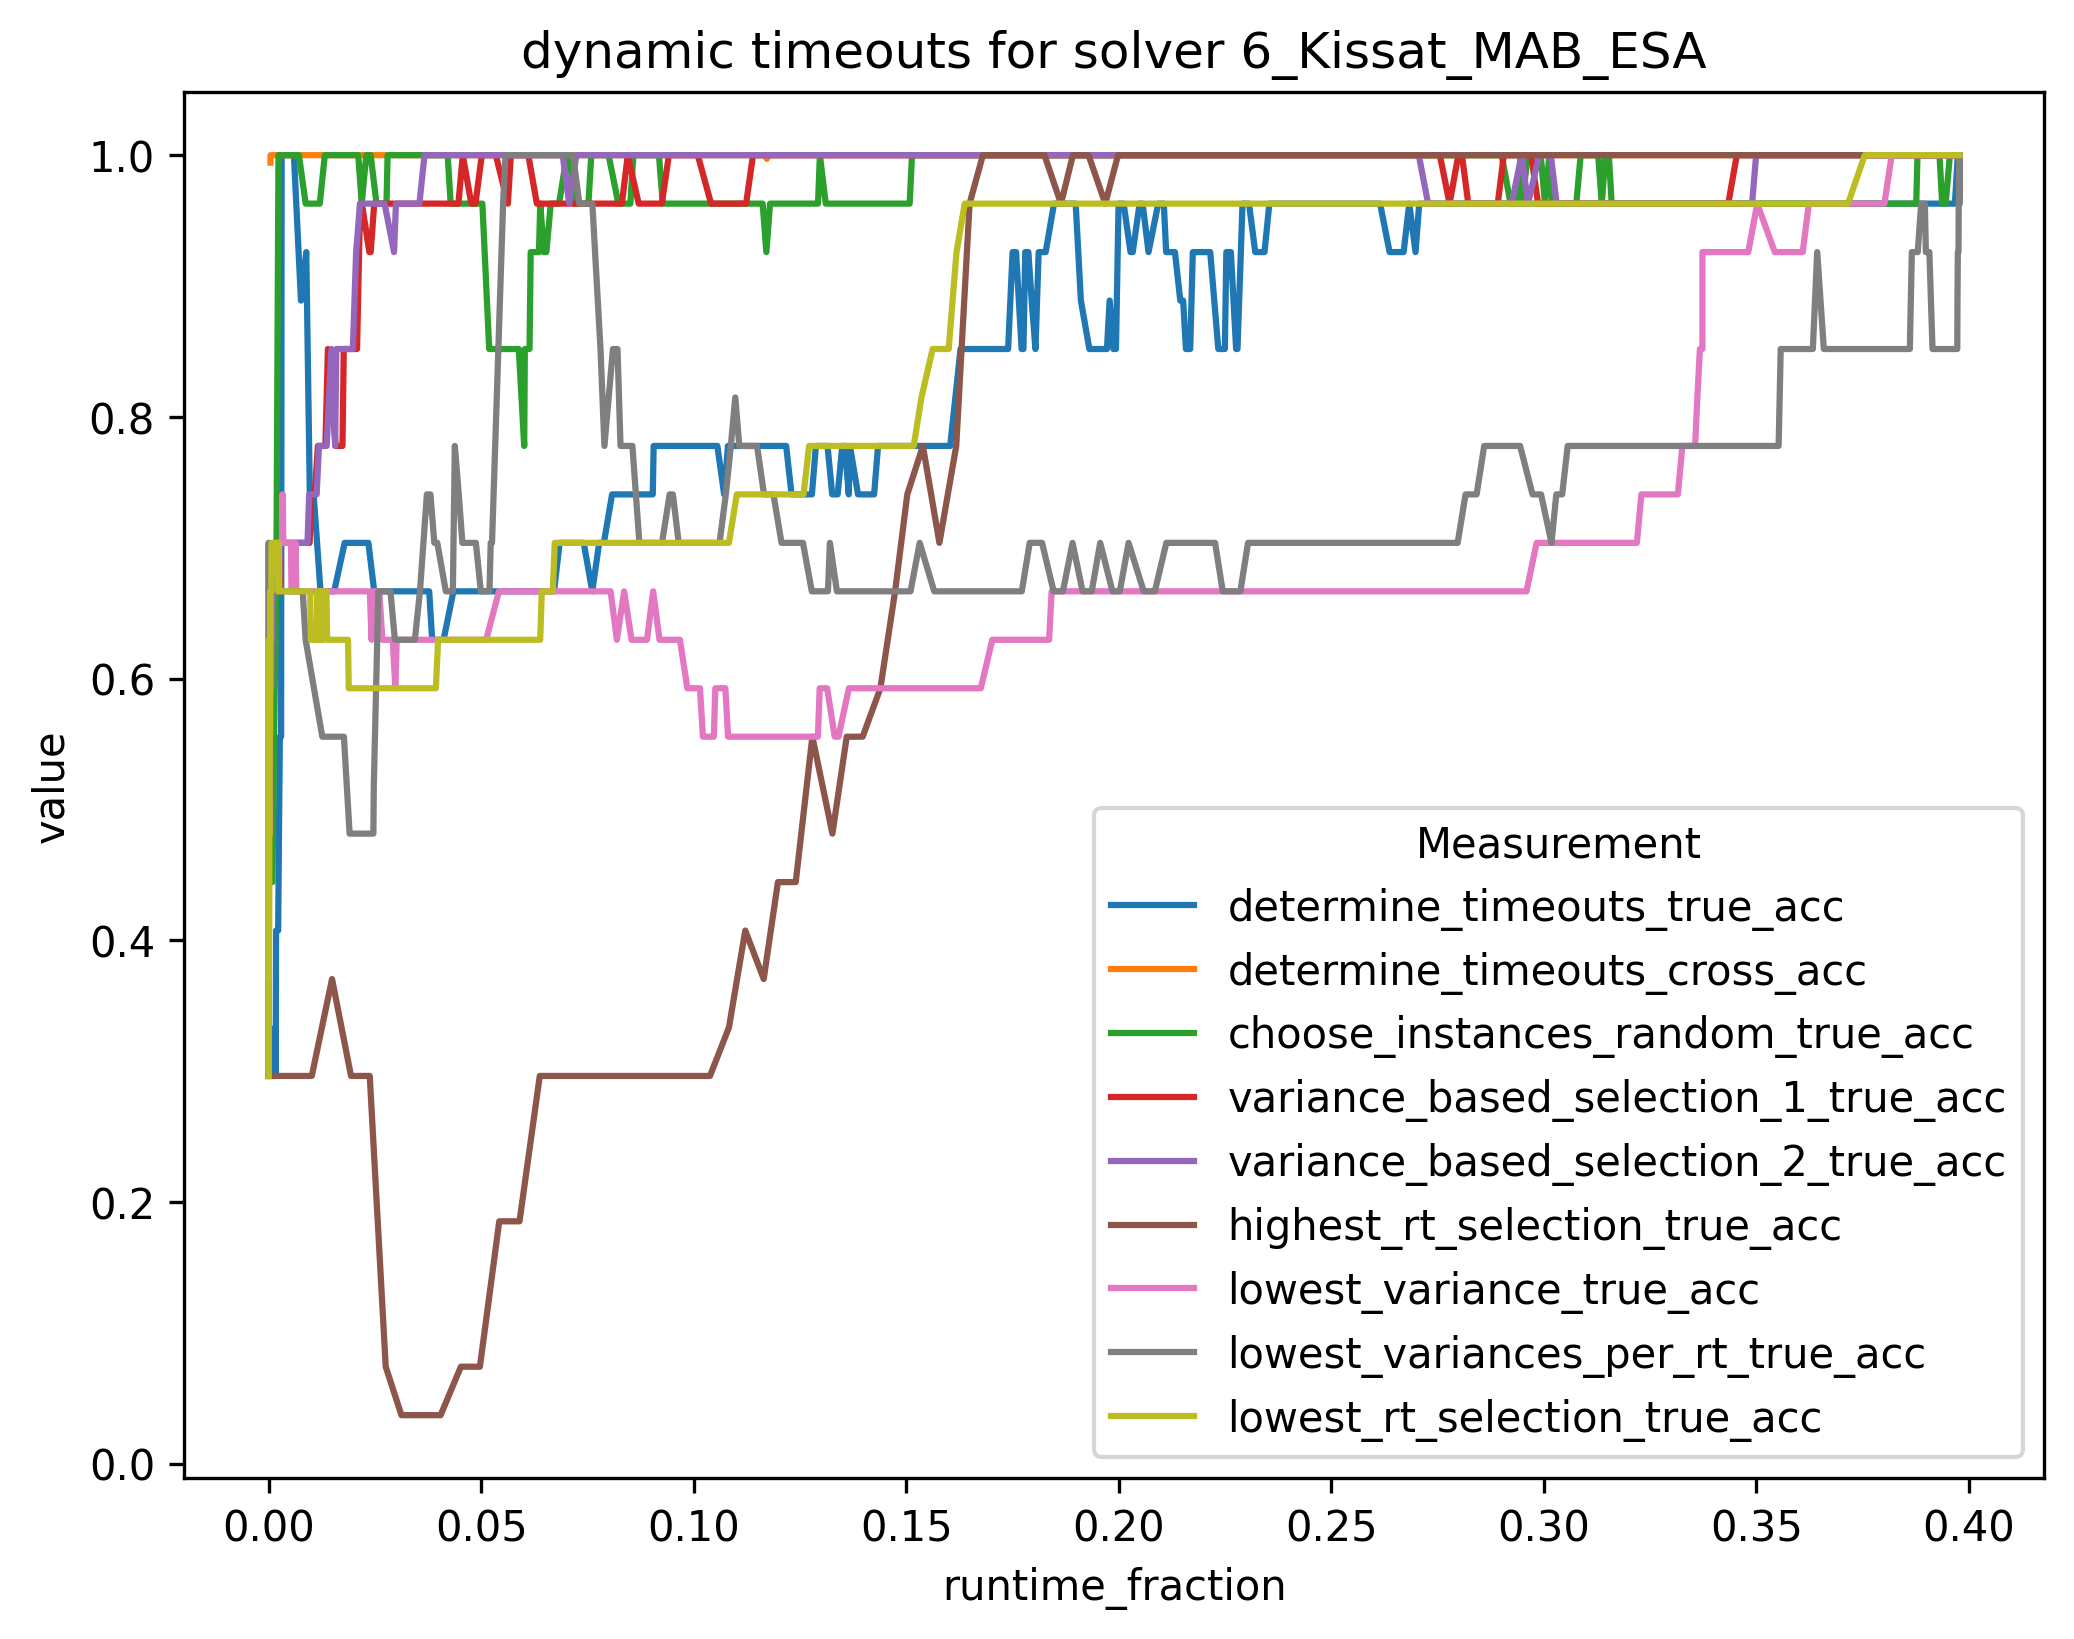 dynamic timeouts for solver 6_Kissat_MAB_ESA
1.0
0.8
0.6
0.4
0.2
0.0
value
Measurement
determine_timeouts_true_acc
determine_timeouts_cross_acc
choose_instances_random_true_acc
variance_based_selection_1_true_acc
variance_based_selection_2_true_acc
highest_rt_selection_true_acc
lowest_variance_true_acc
lowest_variances_per_rt_true_acc
lowest_rt_selection_true_acc
0.00 0.05 0.10 0.15 0.20 0.25 0.30 0.35 0.40
runtime_fraction